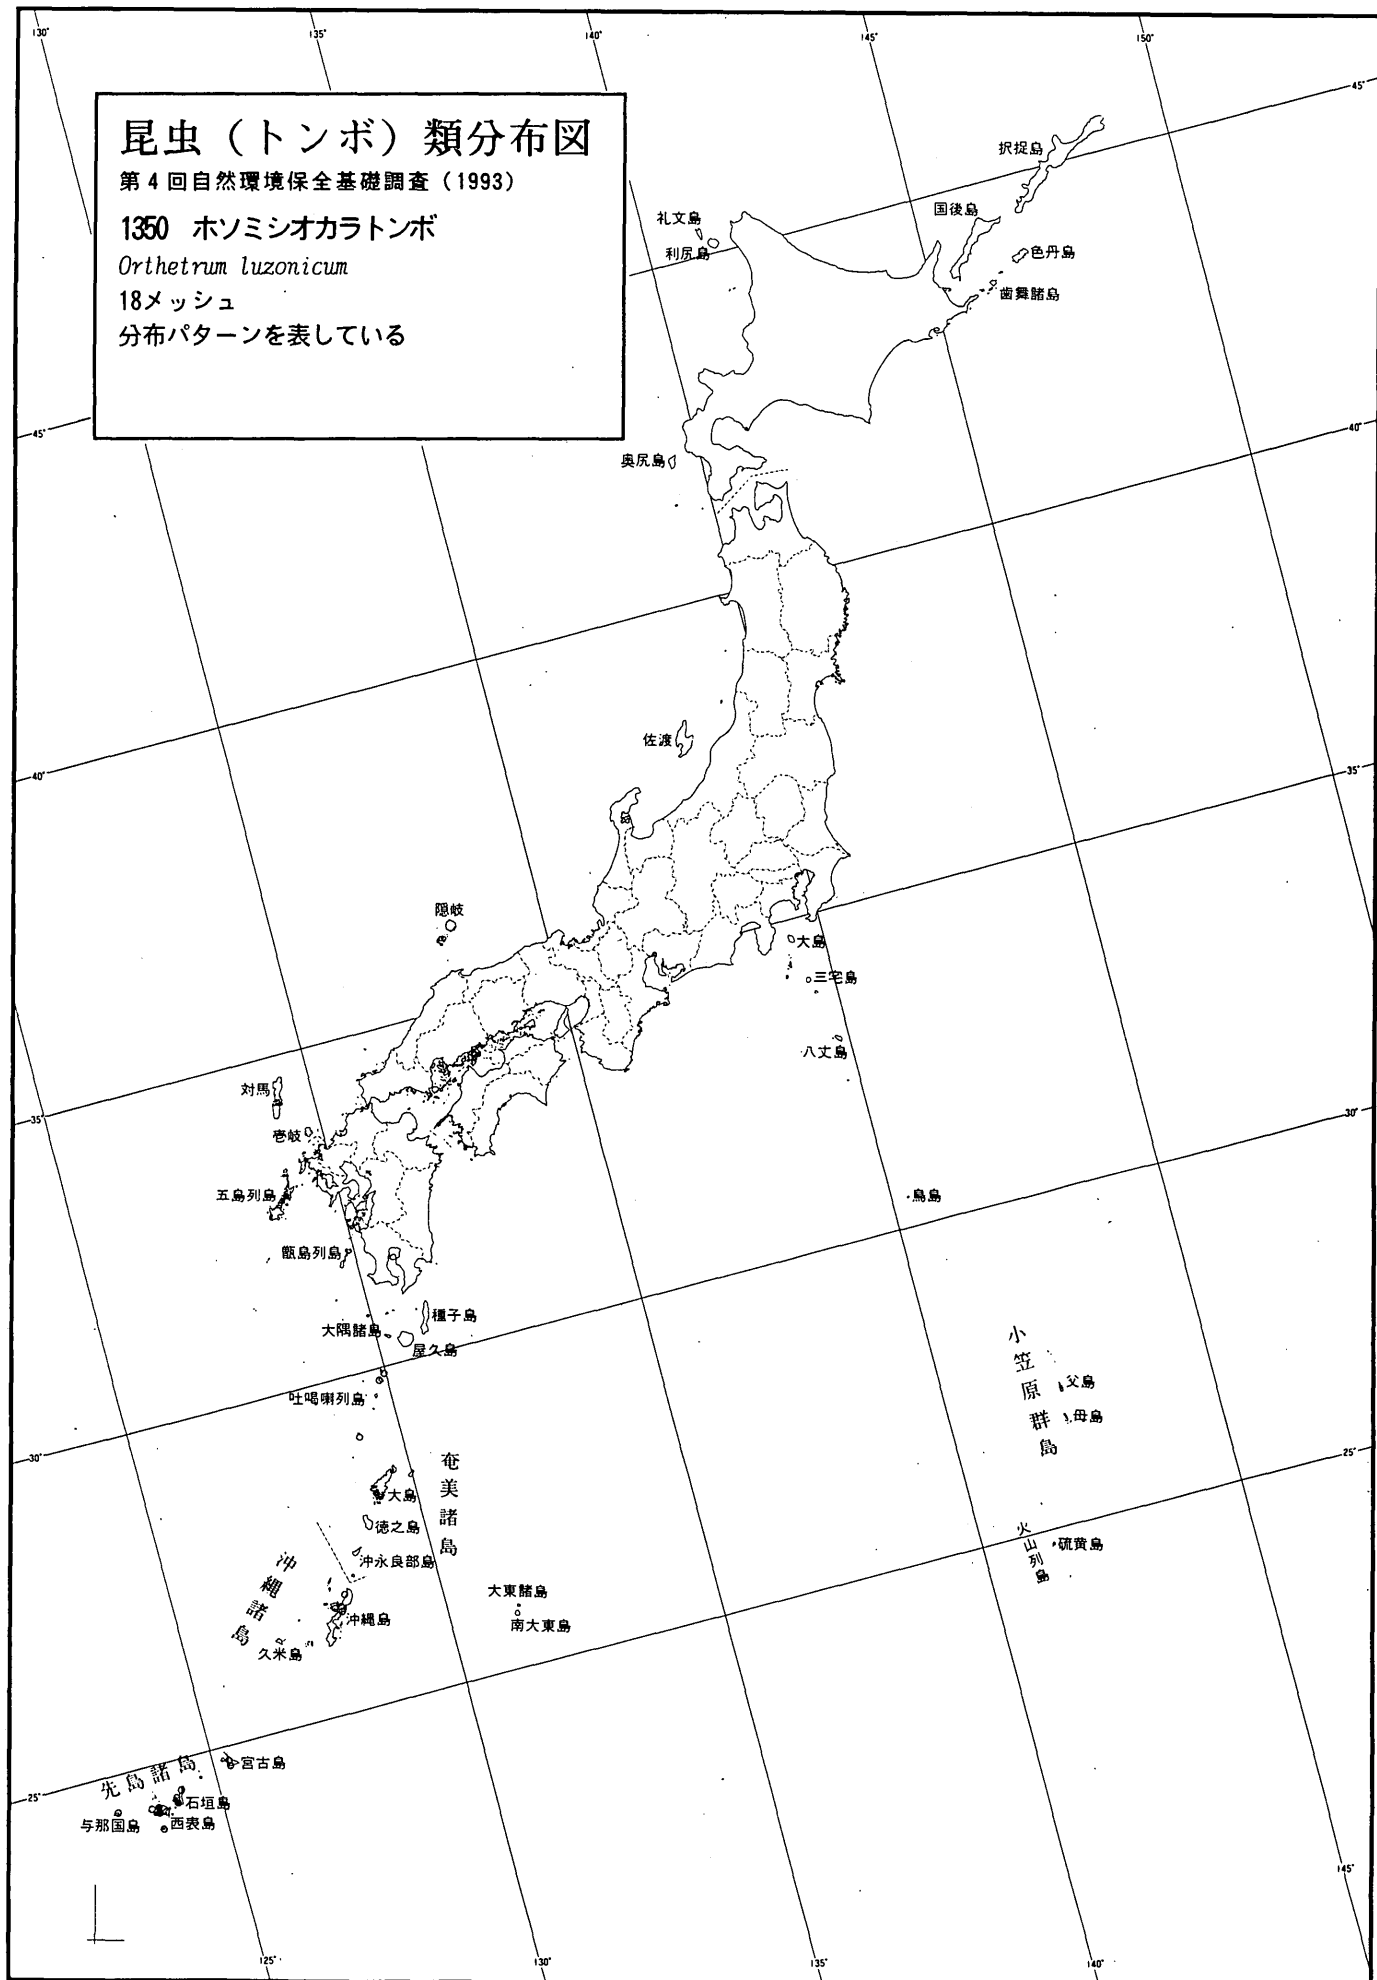 130°
135°
140°
145°
150°
45°
昆虫（トンボ）類分布図
第4回自然環境保全基礎調査（1993）
1350 ホソミシオカラトンボ
Orthetrum luzonicum
18メッシュ
分布パターンを表している
択捉島
国後島
礼文島
利尻島
色丹島
歯舞諸島
40°
45°
奥尻島
佐渡
35°
40°
隠岐
大島
三宅島
八丈島
対馬
35°
壱岐
30°
五島列島
鳥島
甑島列島
種子島
大隅諸島
屋久島
小笠原群島
父島
吐喝喇列島
母島
25°
30°
奄美諸島
大島
徳之島
火山列島
硫黄島
沖永良部島
沖縄諸島
大東諸島
沖縄島
南大東島
久米島
宮古島
先島諸島
25°
石垣島
与那国島
西表島
145°
125°
130°
135°
140°